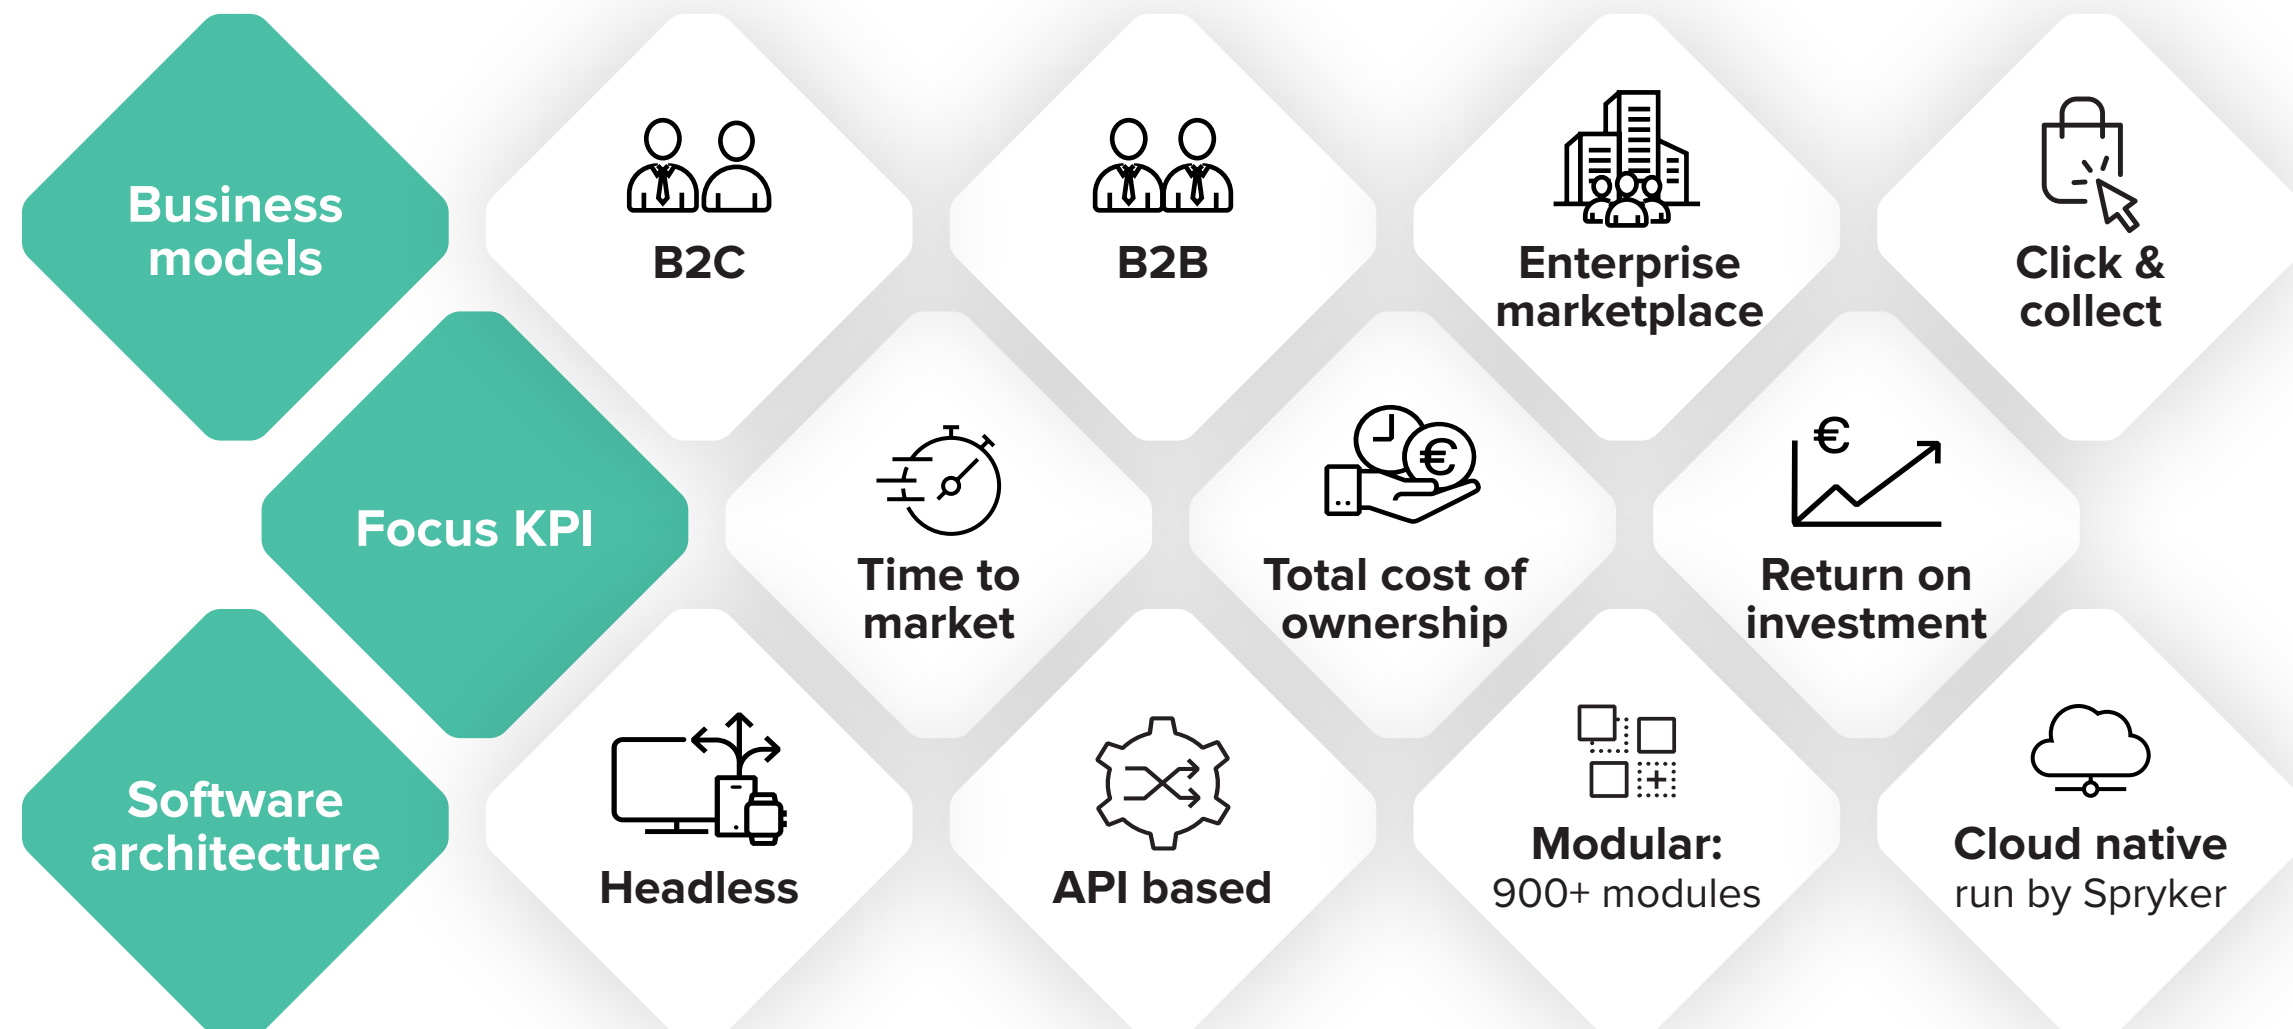 Business
models
B2C
B2B
Enterprise
marketplace
Click &
collect
Focus KPI
Time to
market
€
Total cost of
ownership
€
Return on
investment
Software
architecture
Headless
API based
Modular:
900+ modules
Cloud native
run by Spryker